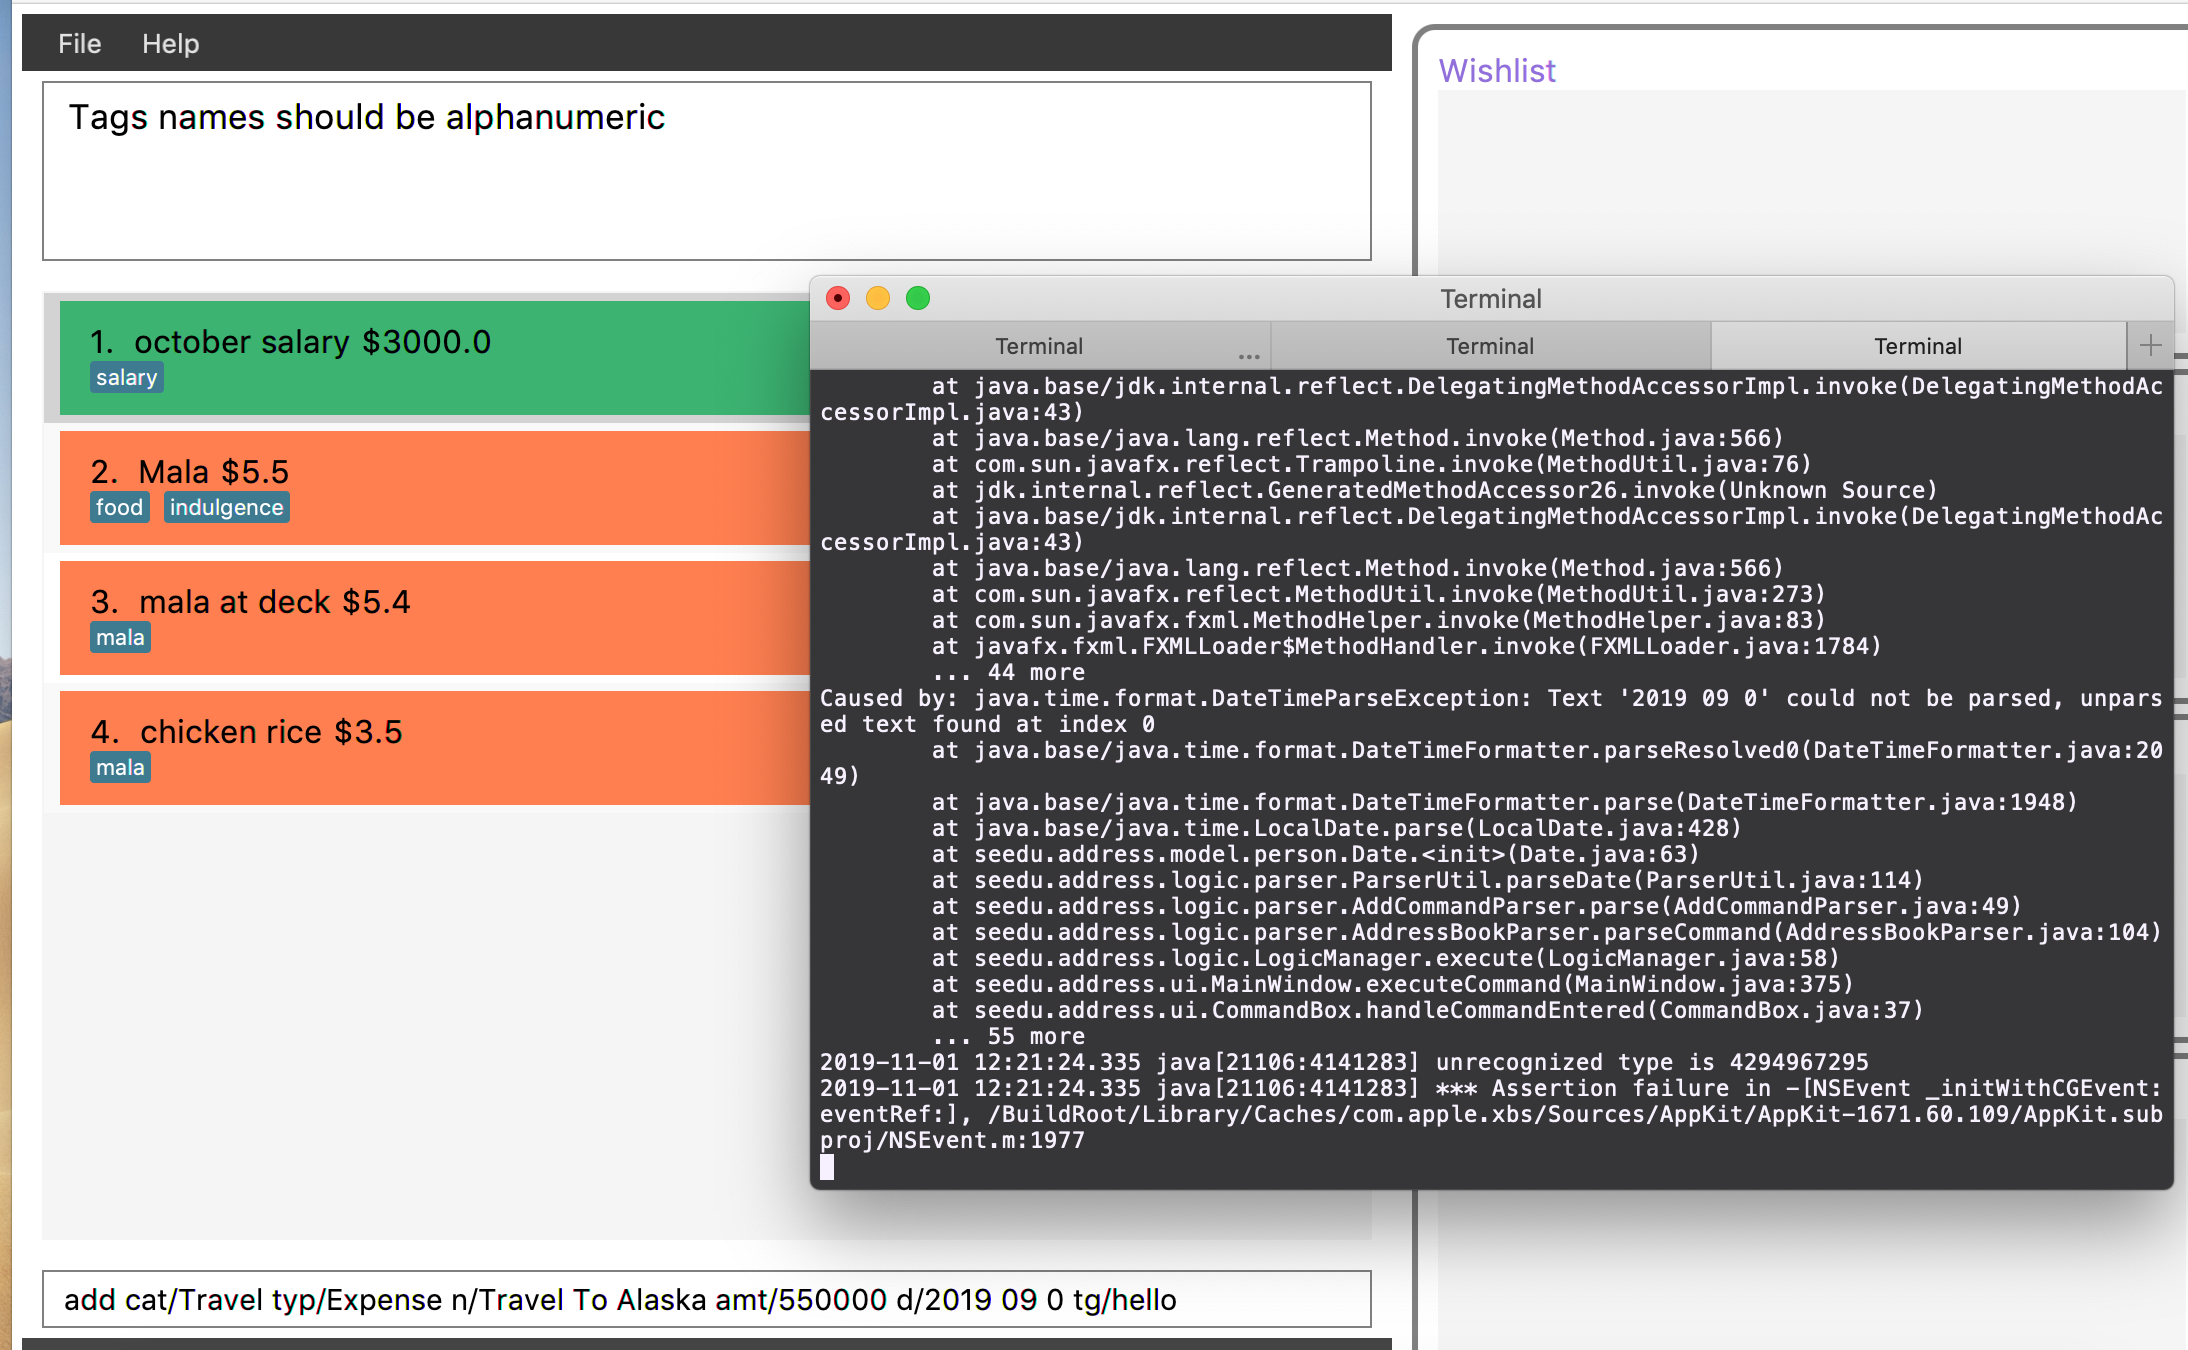 File Help
Tags names should be alphanumeric
Wishlist
1. october salary $3000.0
salary
2. Mala $5.5
food indulgence
3. mala at deck $5.4
mala
4. chicken rice $3.5
mala
add cat/Travel typ/Expense n/Travel To Alaska amt/550000 d/2019 09 0 tg/hello
Terminal
Terminal ... Terminal Terminal +
at java.base/jdk.internal.reflect.DelegatingMethodAccessorImpl.invoke(DelegatingMethodAc
cessorImpl.java:43)
at java.base/java.lang.reflect.Method.invoke(Method.java:566)
at com.sun.javafx.reflect.Trampoline.invoke(MethodUtil.java:76)
at jdk.internal.reflect.GeneratedMethodAccessor26.invoke(Unknown Source)
at java.base/jdk.internal.reflect.DelegatingMethodAccessorImpl.invoke(DelegatingMethodAc
cessorImpl.java:43)
at java.base/java.lang.reflect.Method.invoke(Method.java:566)
at com.sun.javafx.reflect.MethodUtil.invoke(MethodUtil.java:273)
at com.sun.javafx.fxml.MethodHelper.invoke(MethodHelper.java:83)
at javafx.fxml.FXMLLoader$MethodHandler.invoke(FXMLLoader.java:1784)
... 44 more
Caused by: java.time.format.DateTimeParseException: Text '2019 09 0' could not be parsed, unpars
ed text found at index 0
at java.base/java.time.format.DateTimeFormatter.parseResolved0(DateTimeFormatter.java:20
49)
at java.base/java.time.format.DateTimeFormatter.parse(DateTimeFormatter.java:1948)
at java.base/java.time.LocalDate.parse(LocalDate.java:428)
at seedu.address.model.person.Date.<init>(Date.java:63)
at seedu.address.logic.parser.ParserUtil.parseDate(ParserUtil.java:114)
at seedu.address.logic.parser.AddCommandParser.parse(AddCommandParser.java:49)
at seedu.address.logic.parser.AddressBookParser.parseCommand(AddressBookParser.java:104)
at seedu.address.logic.LogicManager.execute(LogicManager.java:58)
at seedu.address.ui.MainWindow.executeCommand(MainWindow.java:375)
at seedu.address.ui.CommandBox.handleCommandEntered(CommandBox.java:37)
... 55 more
2019-11-01 12:21:24.335 java[21106:4141283] unrecognized type is 4294967295
2019-11-01 12:21:24.335 java[21106:4141283] *** Assertion failure in -[NSEvent _initWithCGEvent:
eventRef:], /BuildRoot/Library/Caches/com.apple.xbs/Sources/AppKit/AppKit-1671.60.109/AppKit.sub
proj/NSEvent.m:1977